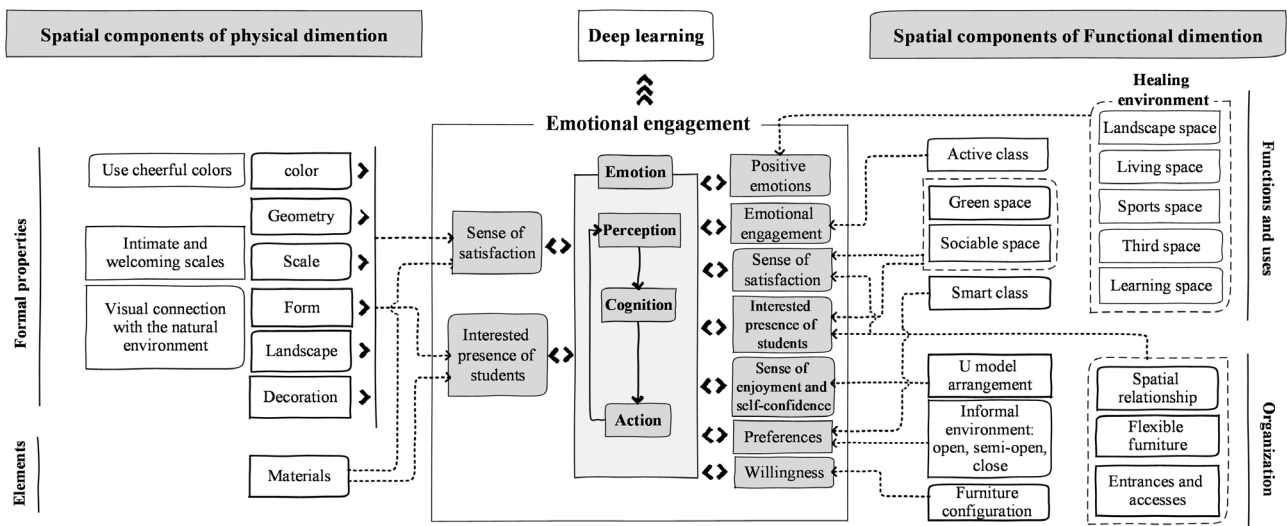 Spatial components of physical dimention
Deep learning
Spatial components of Functional dimention
Formal properties
Elements
Use cheerful colors
Intimate and
welcoming scales
Visual connection
with the natural
environment
color
Geometry
Scale
Form
Landscape
Decoration
Materials
Emotional engagement
Sense of
satisfaction
Interested
presence of
students
Emotion
Perception
Cognition
Action
Positive
emotions
Emotional
engagement
Sense of
satisfaction
Interested
presence of
students
Sense of
enjoyment and
self-confidence
Preferences
Willingness
Active class
Green space
Sociable space
Smart class
U model
arrangement
Informal
environment:
open, semi-open,
close
Furniture
configuration
Healing
environment
Landscape space
Living space
Sports space
Third space
Learning space
Spatial
relationship
Flexible
furniture
Entrances and
accesses
Functions and uses
Organization